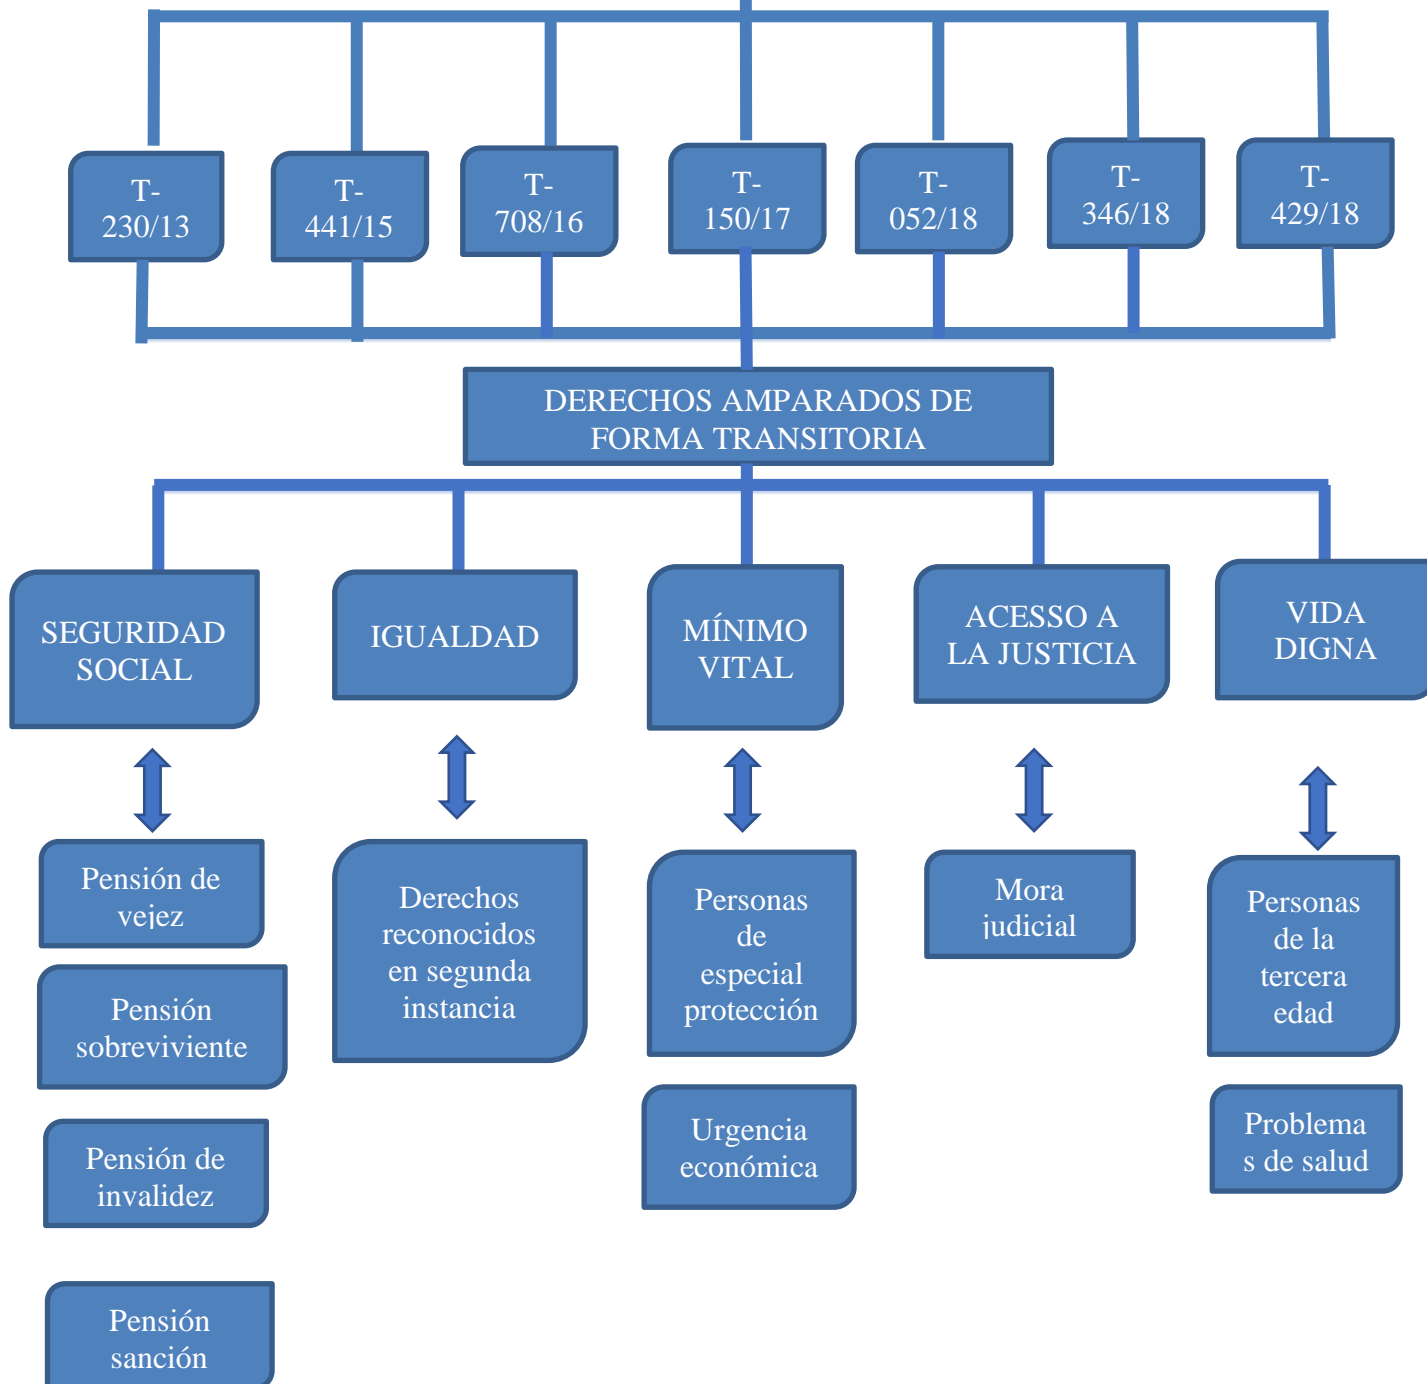 T-
230/13
T-
441/15
T-
708/16
T-
150/17
T-
052/18
T-
346/18
T-
429/18
DERECHOS AMPARADOS DE
FORMA TRANSITORIA
SEGURIDAD
SOCIAL
IGUALDAD
MÍNIMO
VITAL
ACESSO A
LA JUSTICIA
VIDA
DIGNA
Pensión de
vejez
Pensión
sobreviviente
Pensión de
invalidez
Pensión
sanción
Derechos
reconocidos
en segunda
instancia
Personas
de
especial
protección
Urgencia
económica
Mora
judicial
Personas
de la
tercera
edad
Problema
s de salud